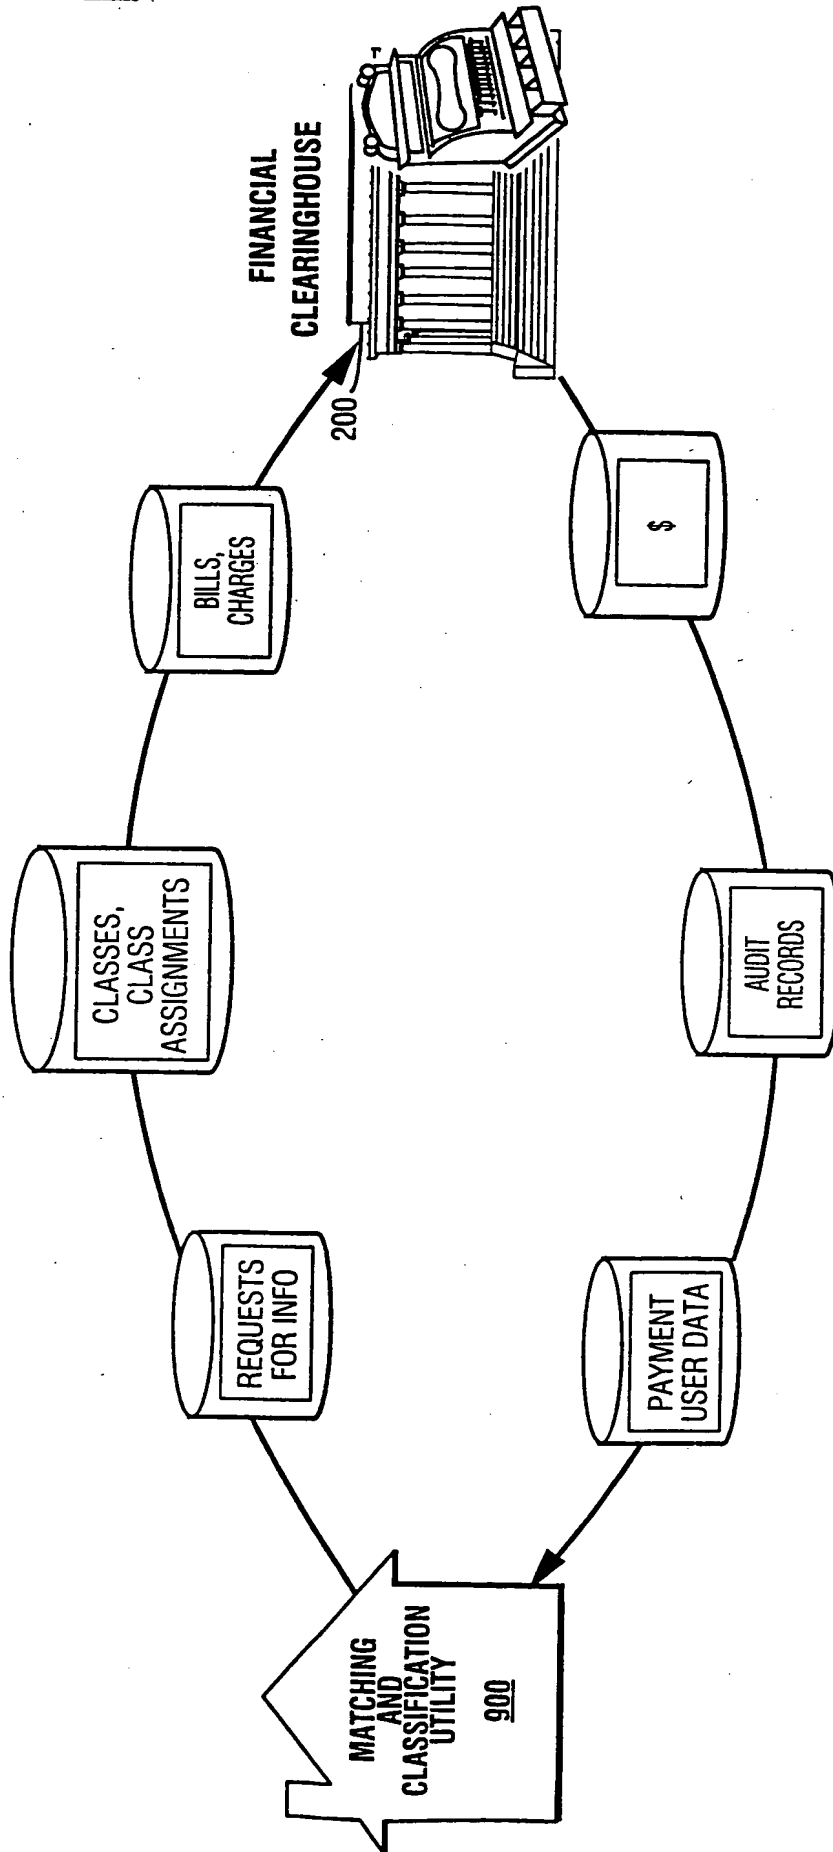 FINANCIAL
CLEARINGHOUSE
200
BILLS,
CHARGES
CLASSES,
CLASS
ASSIGNMENTS
REQUESTS
FOR INFO
MATCHING
AND
CLASSIFICATION
UTILITY
900
PAYMENT
USER DATA
AUDIT
RECORDS
$